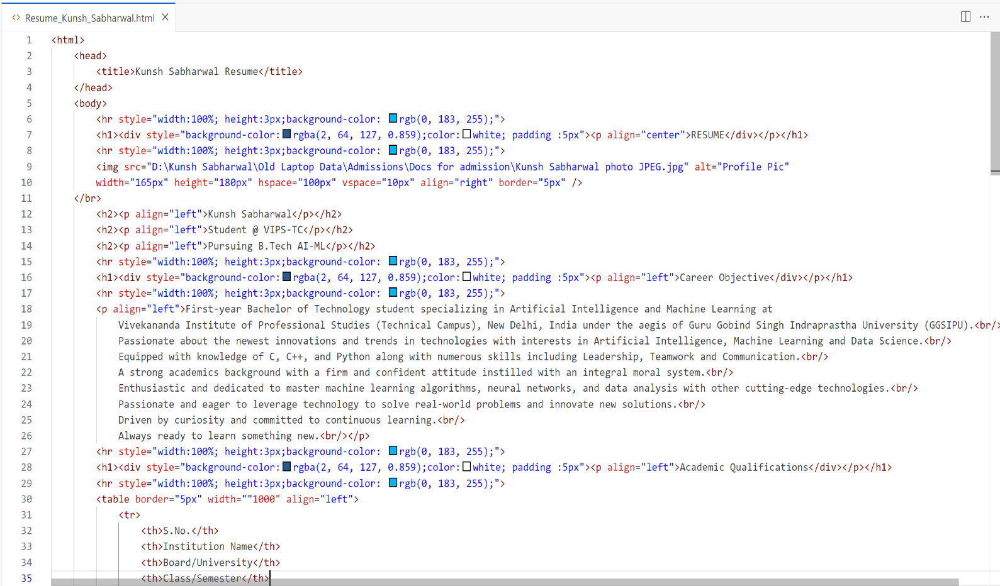 Resume_Kunsh_Sabharwal.html
1 <html>
2 <head>
3 <title>Kunsh Sabharwal Resume</title>
4 </head>
5 <body>
6 <hr style="width:100%; height:3px;background-color: rgb(0, 183, 255);">
7 <h1><div style="background-color:rgba(2, 64, 127, 0.859);color:white; padding :5px"><p align="center">RESUME</div></p></h1>
8 <hr style="width:100%; height:3px;background-color: rgb(0, 183, 255);">
9 <img src="D:\Kunsh Sabharwal\Old Laptop Data\Admissions\Docs for admission\Kunsh Sabharwal photo JPEG.jpg" alt="Profile Pic"
10 width="165px" height="180px" hspace="100px" vspace="10px" align="right" border="5px" />
11 </br>
12 <h2><p align="left">Kunsh Sabharwal</p></h2>
13 <h2><p align="left">Student @ VIPS-TC</p></h2>
14 <h2><p align="left">Pursuing B.Tech AI-ML</p></h2>
15 <hr style="width:100%; height:3px;background-color: rgb(0, 183, 255);">
16 <h1><div style="background-color:rgba(2, 64, 127, 0.859);color:white; padding :5px"><p align="left">Career Objective</div></p></h1>
17 <hr style="width:100%; height:3px;background-color: rgb(0, 183, 255);">
18 <p align="left">First-year Bachelor of Technology student specializing in Artificial Intelligence and Machine Learning at
19 Vivekananda Institute of Professional Studies (Technical Campus), New Delhi, India under the aegis of Guru Gobind Singh Indraprastha University (GGSIPU).<br/>
20 Passionate about the newest innovations and trends in technologies with interests in Artificial Intelligence, Machine Learning and Data Science.<br/>
21 Equipped with knowledge of C, C++, and Python along with numerous skills including Leadership, Teamwork and Communication.<br/>
22 A strong academics background with a firm and confident attitude instilled with an integral moral system.<br/>
23 Enthusiastic and dedicated to master machine learning algorithms, neural networks, and data analysis with other cutting-edge technologies.<br/>
24 Passionate and eager to leverage technology to solve real-world problems and innovate new solutions.<br/>
25 Driven by curiosity and committed to continuous learning.<br/>
26 Always ready to learn something new.<br/></p>
27 <hr style="width:100%; height:3px;background-color: rgb(0, 183, 255);">
28 <h1><div style="background-color:rgba(2, 64, 127, 0.859);color:white; padding :5px"><p align="left">Academic Qualifications</div></p></h1>
29 <hr style="width:100%; height:3px;background-color: rgb(0, 183, 255);">
30 <table border="5px" width=""1000" align="left">
31 <tr>
32 <th>S.No.</th>
33 <th>Institution Name</th>
34 <th>Board/University</th>
35 <th>Class/Semester</th>